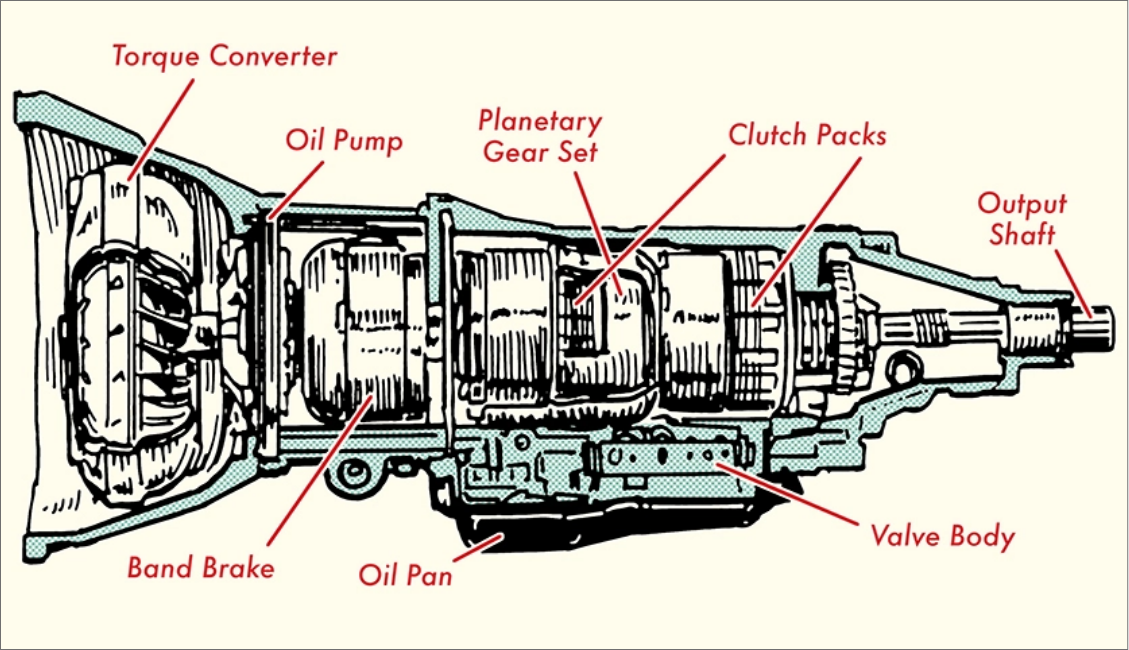 Torque Converter
Oil Pump
Planetary
Gear Set
Clutch Packs
Output
Shaft
Band Brake
Oil Pan
Valve Body